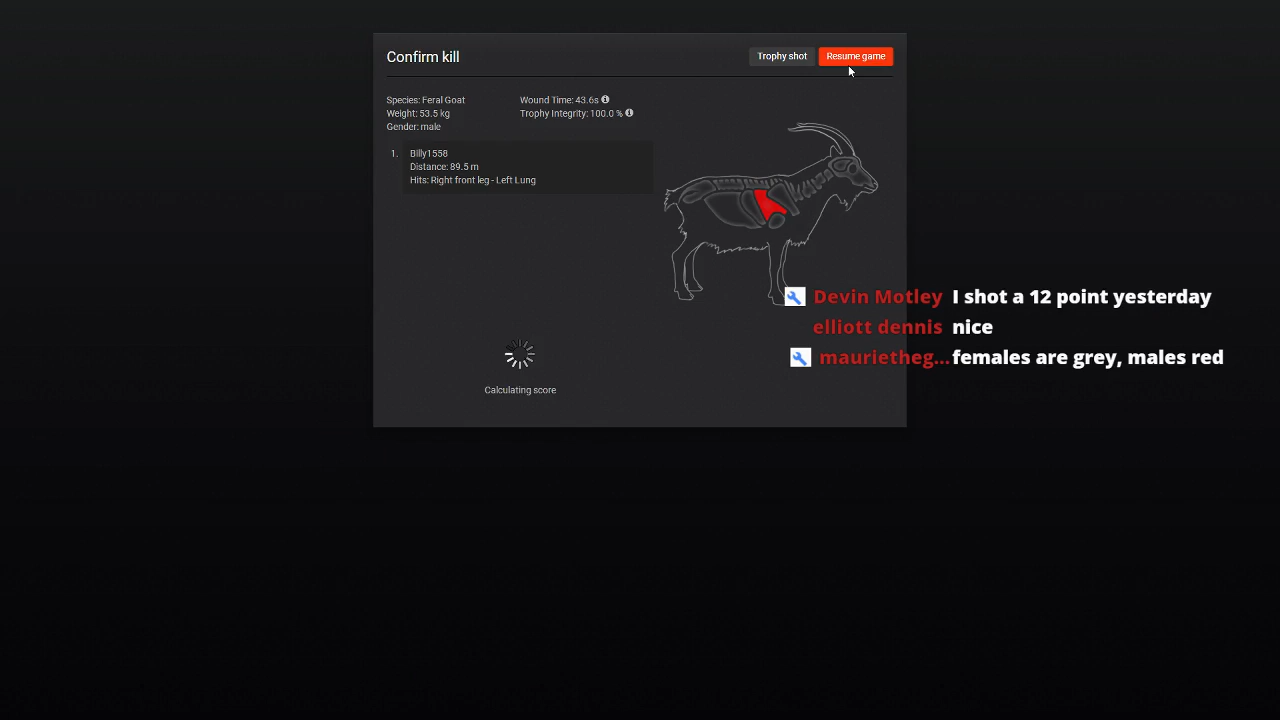 Confirm kill
Trophy shot
Resume game
Species: Feral Goat
Weight: 53.5 kg
Gender: male
Wound Time: 43.6s
Trophy Integrity: 100.0 %
1. Billy1558
Distance: 89.5 m
Hits: Right front leg - Left Lung
Calculating score
Devin Motley I shot a 12 point yesterday
elliott dennis nice
maurietheg... females are grey, males red